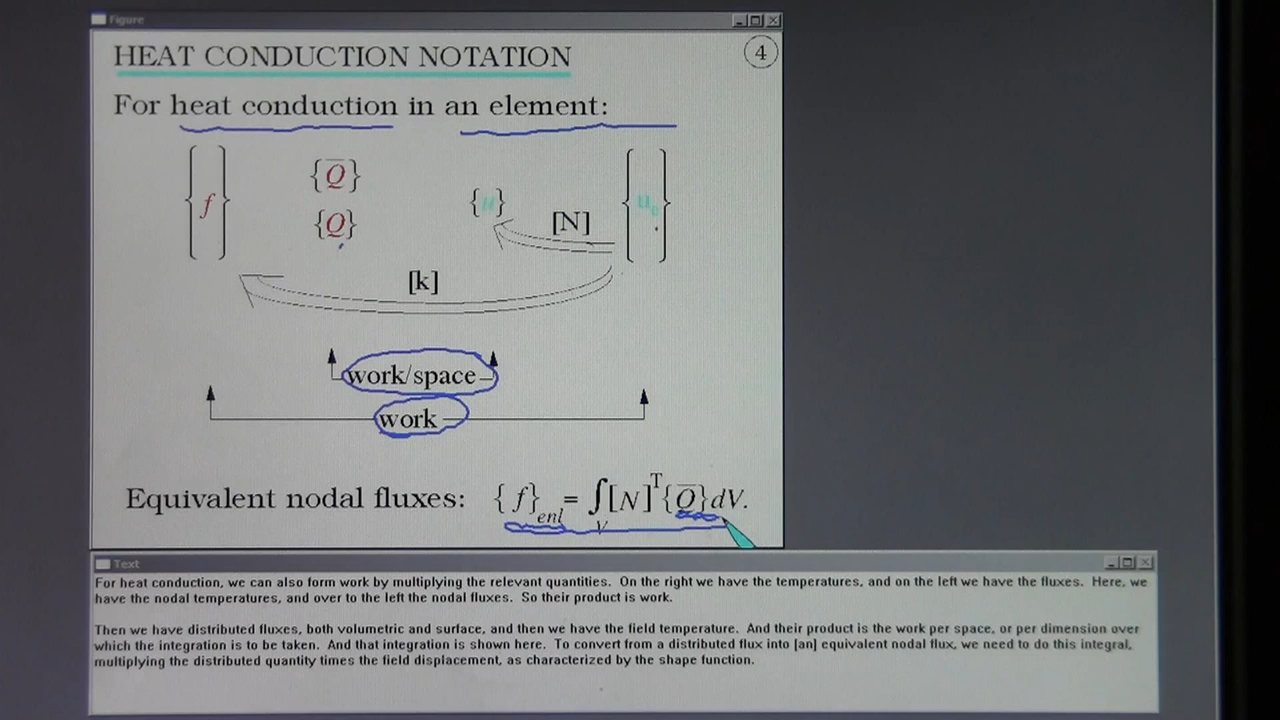 Figure
HEAT CONDUCTION NOTATION
4
For heat conduction in an element:
{f} {Q̅} {Q} {u} [N] {u_e}
[k]
work/space
work
Equivalent nodal fluxes: {f}_enl = ∫_V [N]^T {Q̅} dV.
Text
For heat conduction, we can also form work by multiplying the relevant quantities. On the right we have the temperatures, and on the left we have the fluxes. Here, we
have the nodal temperatures, and over to the left the nodal fluxes. So their product is work.
Then we have distributed fluxes, both volumetric and surface, and then we have the field temperature. And their product is the work per space, or per dimension over
which the integration is to be taken. And that integration is shown here. To convert from a distributed flux into [an] equivalent nodal flux, we need to do this integral,
multiplying the distributed quantity times the field displacement, as characterized by the shape function.